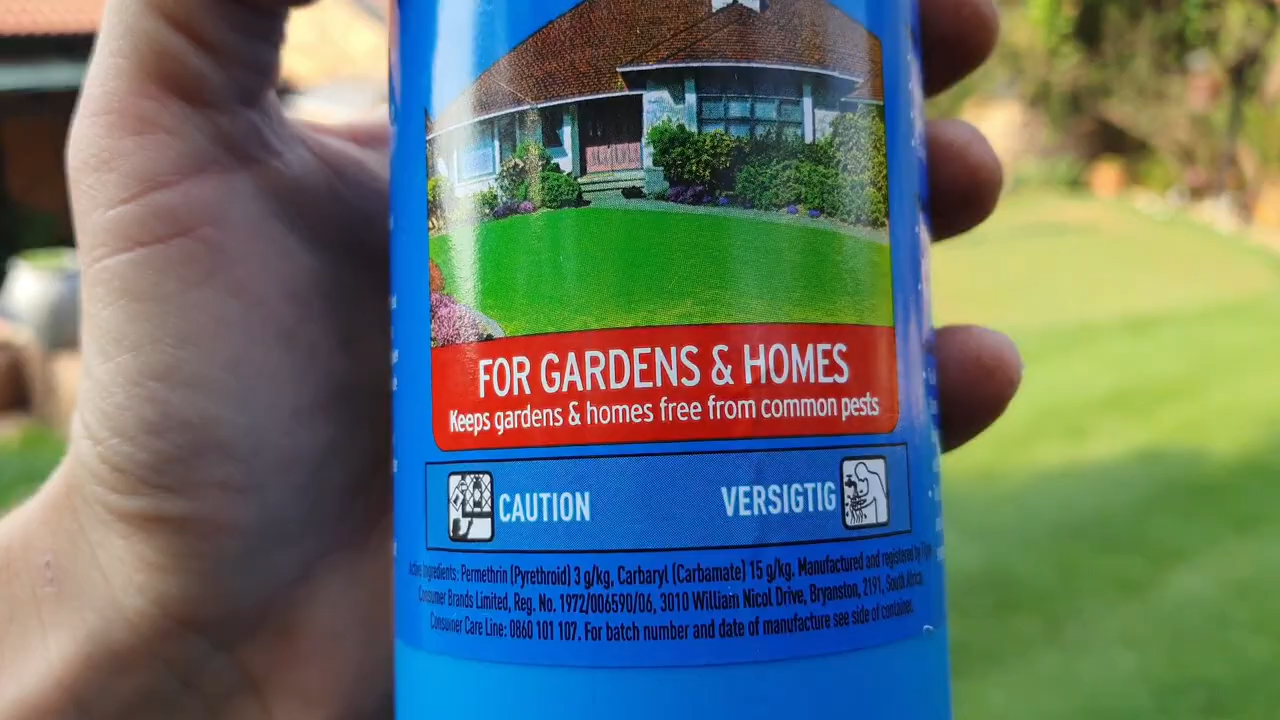 FOR GARDENS & HOMES
Keeps gardens & homes free from common pests
CAUTION
VERSIGTIG
Active Ingredients: Permethrin (Pyrethroid) 3 g/kg, Carbaryl (Carbamate) 15 g/kg. Manufactured and registered by
Consumer Brands Limited, Reg. No. 1972/006590/06, 3010 William Nicol Drive, Bryanston, 2191, South Africa.
Consumer Care Line: 0860 101 107. For batch number and date of manufacture see side of container.